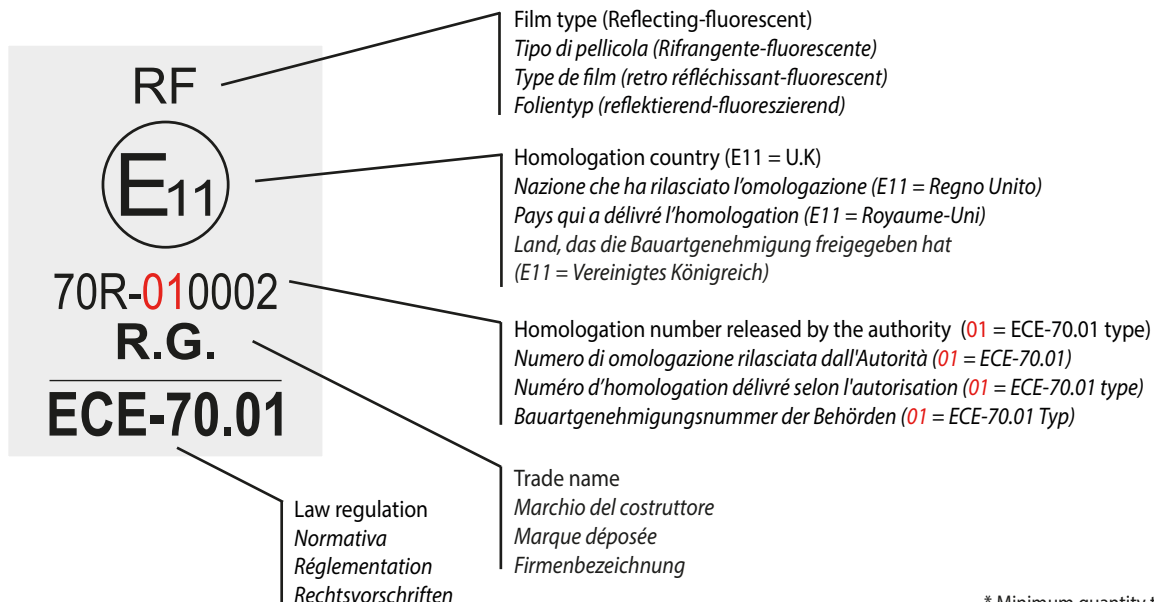 RF
E11
70R-010002
R.G.
ECE-70.01
Film type (Reflecting-fluorescent)
Tipo di pellicola (Rifrangente-fluorescente)
Type de film (retro réfléchissant-fluorescent)
Folientyp (reflektierend-fluoreszierend)
Homologation country (E11 = U.K)
Nazione che ha rilasciato l’omologazione (E11 = Regno Unito)
Pays qui a délivré l’homologation (E11 = Royaume-Uni)
Land, das die Bauartgenehmigung freigegeben hat
(E11 = Vereinigtes Königreich)
Homologation number released by the authority (01 = ECE-70.01 type)
Numero di omologazione rilasciata dall'Autorità (01 = ECE-70.01)
Numéro d’homologation délivré selon l'autorisation (01 = ECE-70.01 type)
Bauartgenehmigungsnummer der Behörden (01 = ECE-70.01 Typ)
Trade name
Marchio del costruttore
Marque déposée
Firmenbezeichnung
Law regulation
Normativa
Réglementation
Rechtsvorschriften
* Minimum quantity